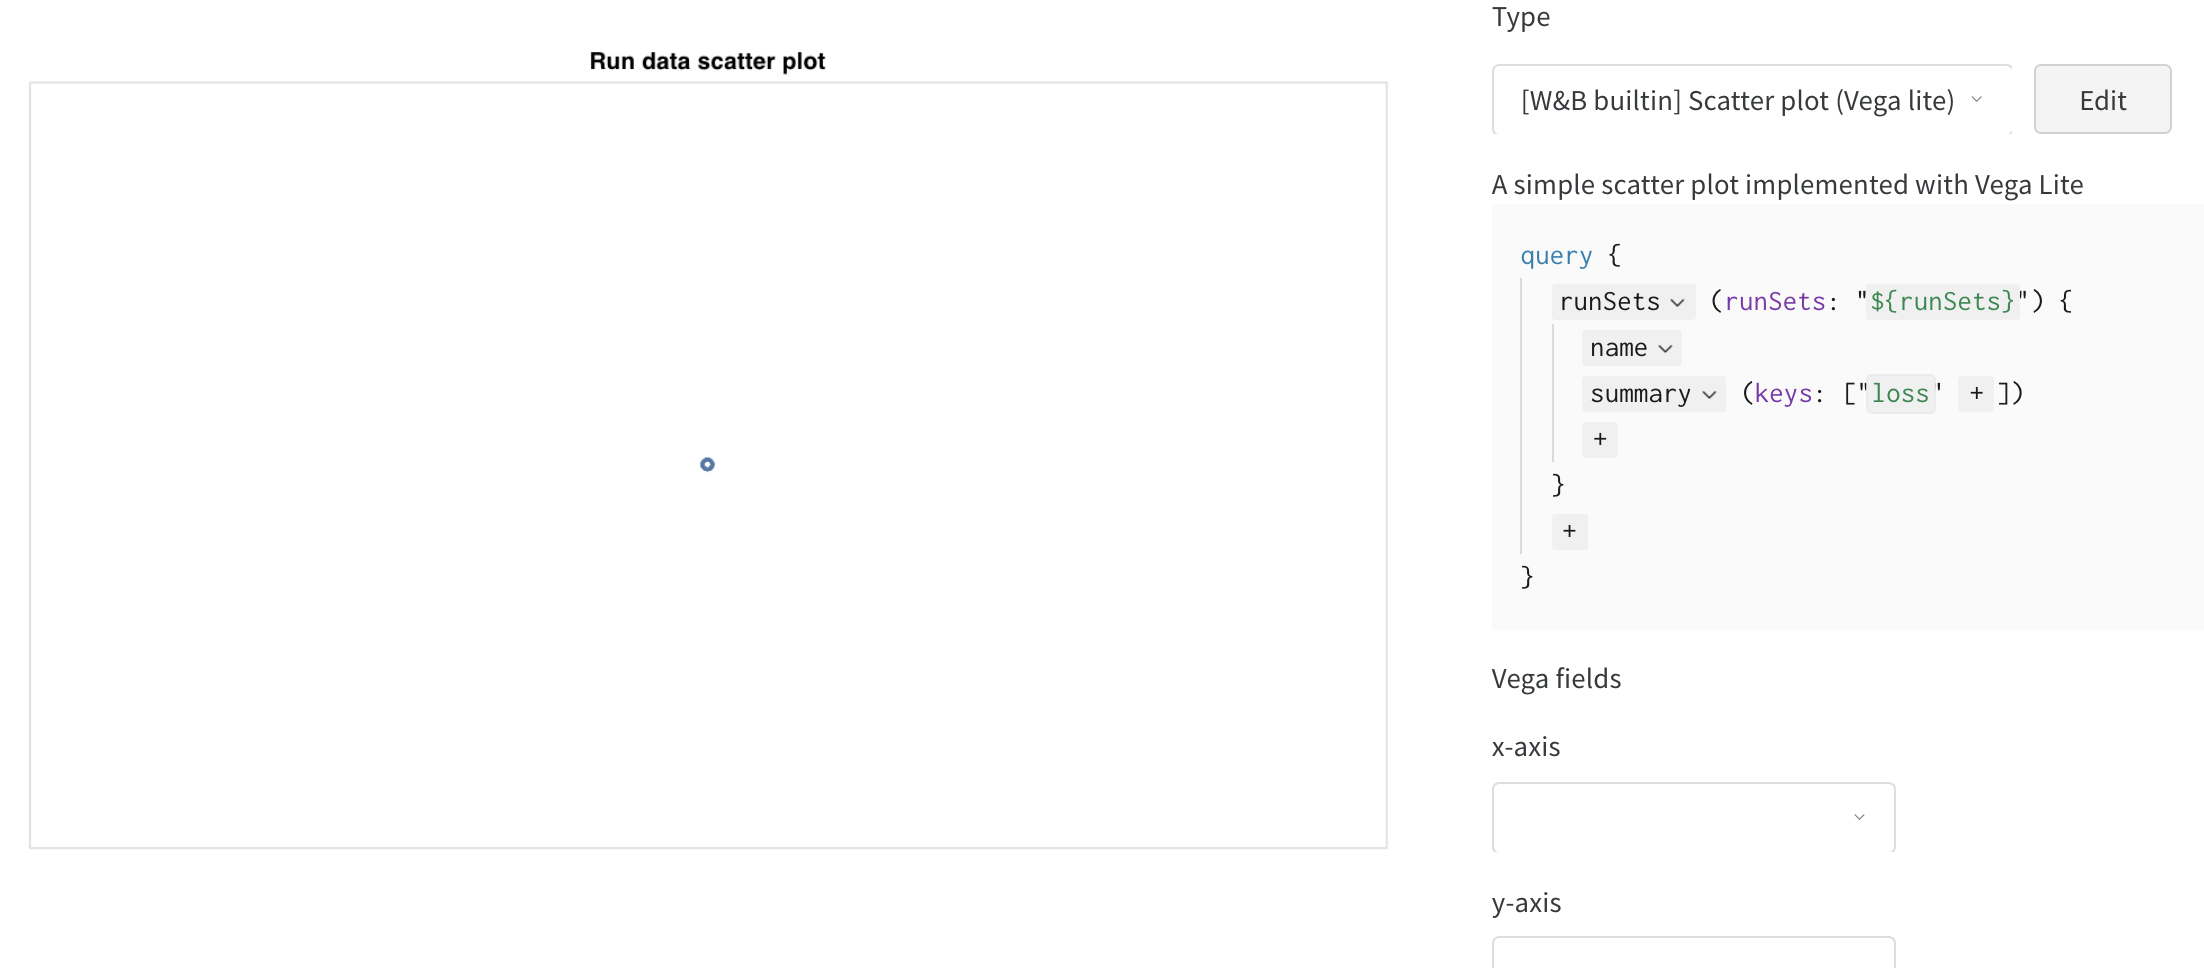 Run data scatter plot
Type
[W&B builtin] Scatter plot (Vega lite)
Edit
A simple scatter plot implemented with Vega Lite
query {
runSets (runSets: "${runSets}") {
name
summary (keys: ["loss' + ])
+
}
+
}
Vega fields
x-axis
y-axis